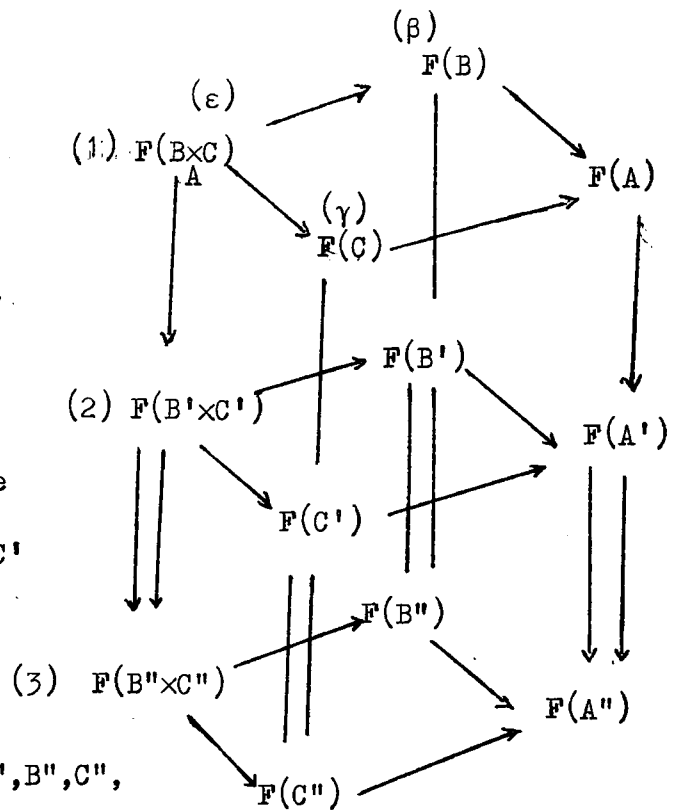 (β)
F(B)
(ε)
(1) F(B×C)
A
F(A)
(γ)
F(C)
F(B')
(2) F(B'×C')
F(A')
e
F(C')
C'
F(B")
(3) F(B"×C")
F(A")
",B",C",
F(C")